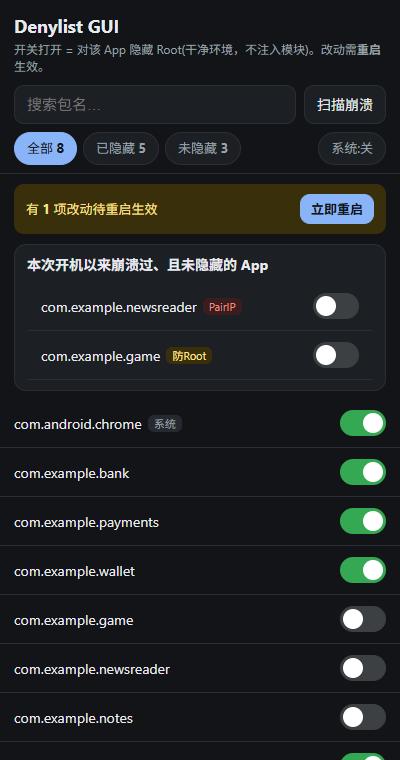 Denylist GUI
开关打开 = 对该 App 隐藏 Root(干净环境，不注入模块)。改动需重启
生效。
搜索包名...
扫描崩溃
全部 8
已隐藏 5
未隐藏 3
系统:关
有 1 项改动待重启生效
立即重启
本次开机以来崩溃过、且未隐藏的 App
com.example.newsreader PairIP
com.example.game 防Root
com.android.chrome 系统
com.example.bank
com.example.payments
com.example.wallet
com.example.game
com.example.newsreader
com.example.notes